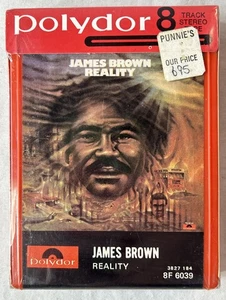 polydor 8
TRACK
STEREO
PUNNIE'S
OUR PRICE
695
JAMES BROWN
REALITY
JAMES BROWN
REALITY
polydor
3827 184
8F 6039